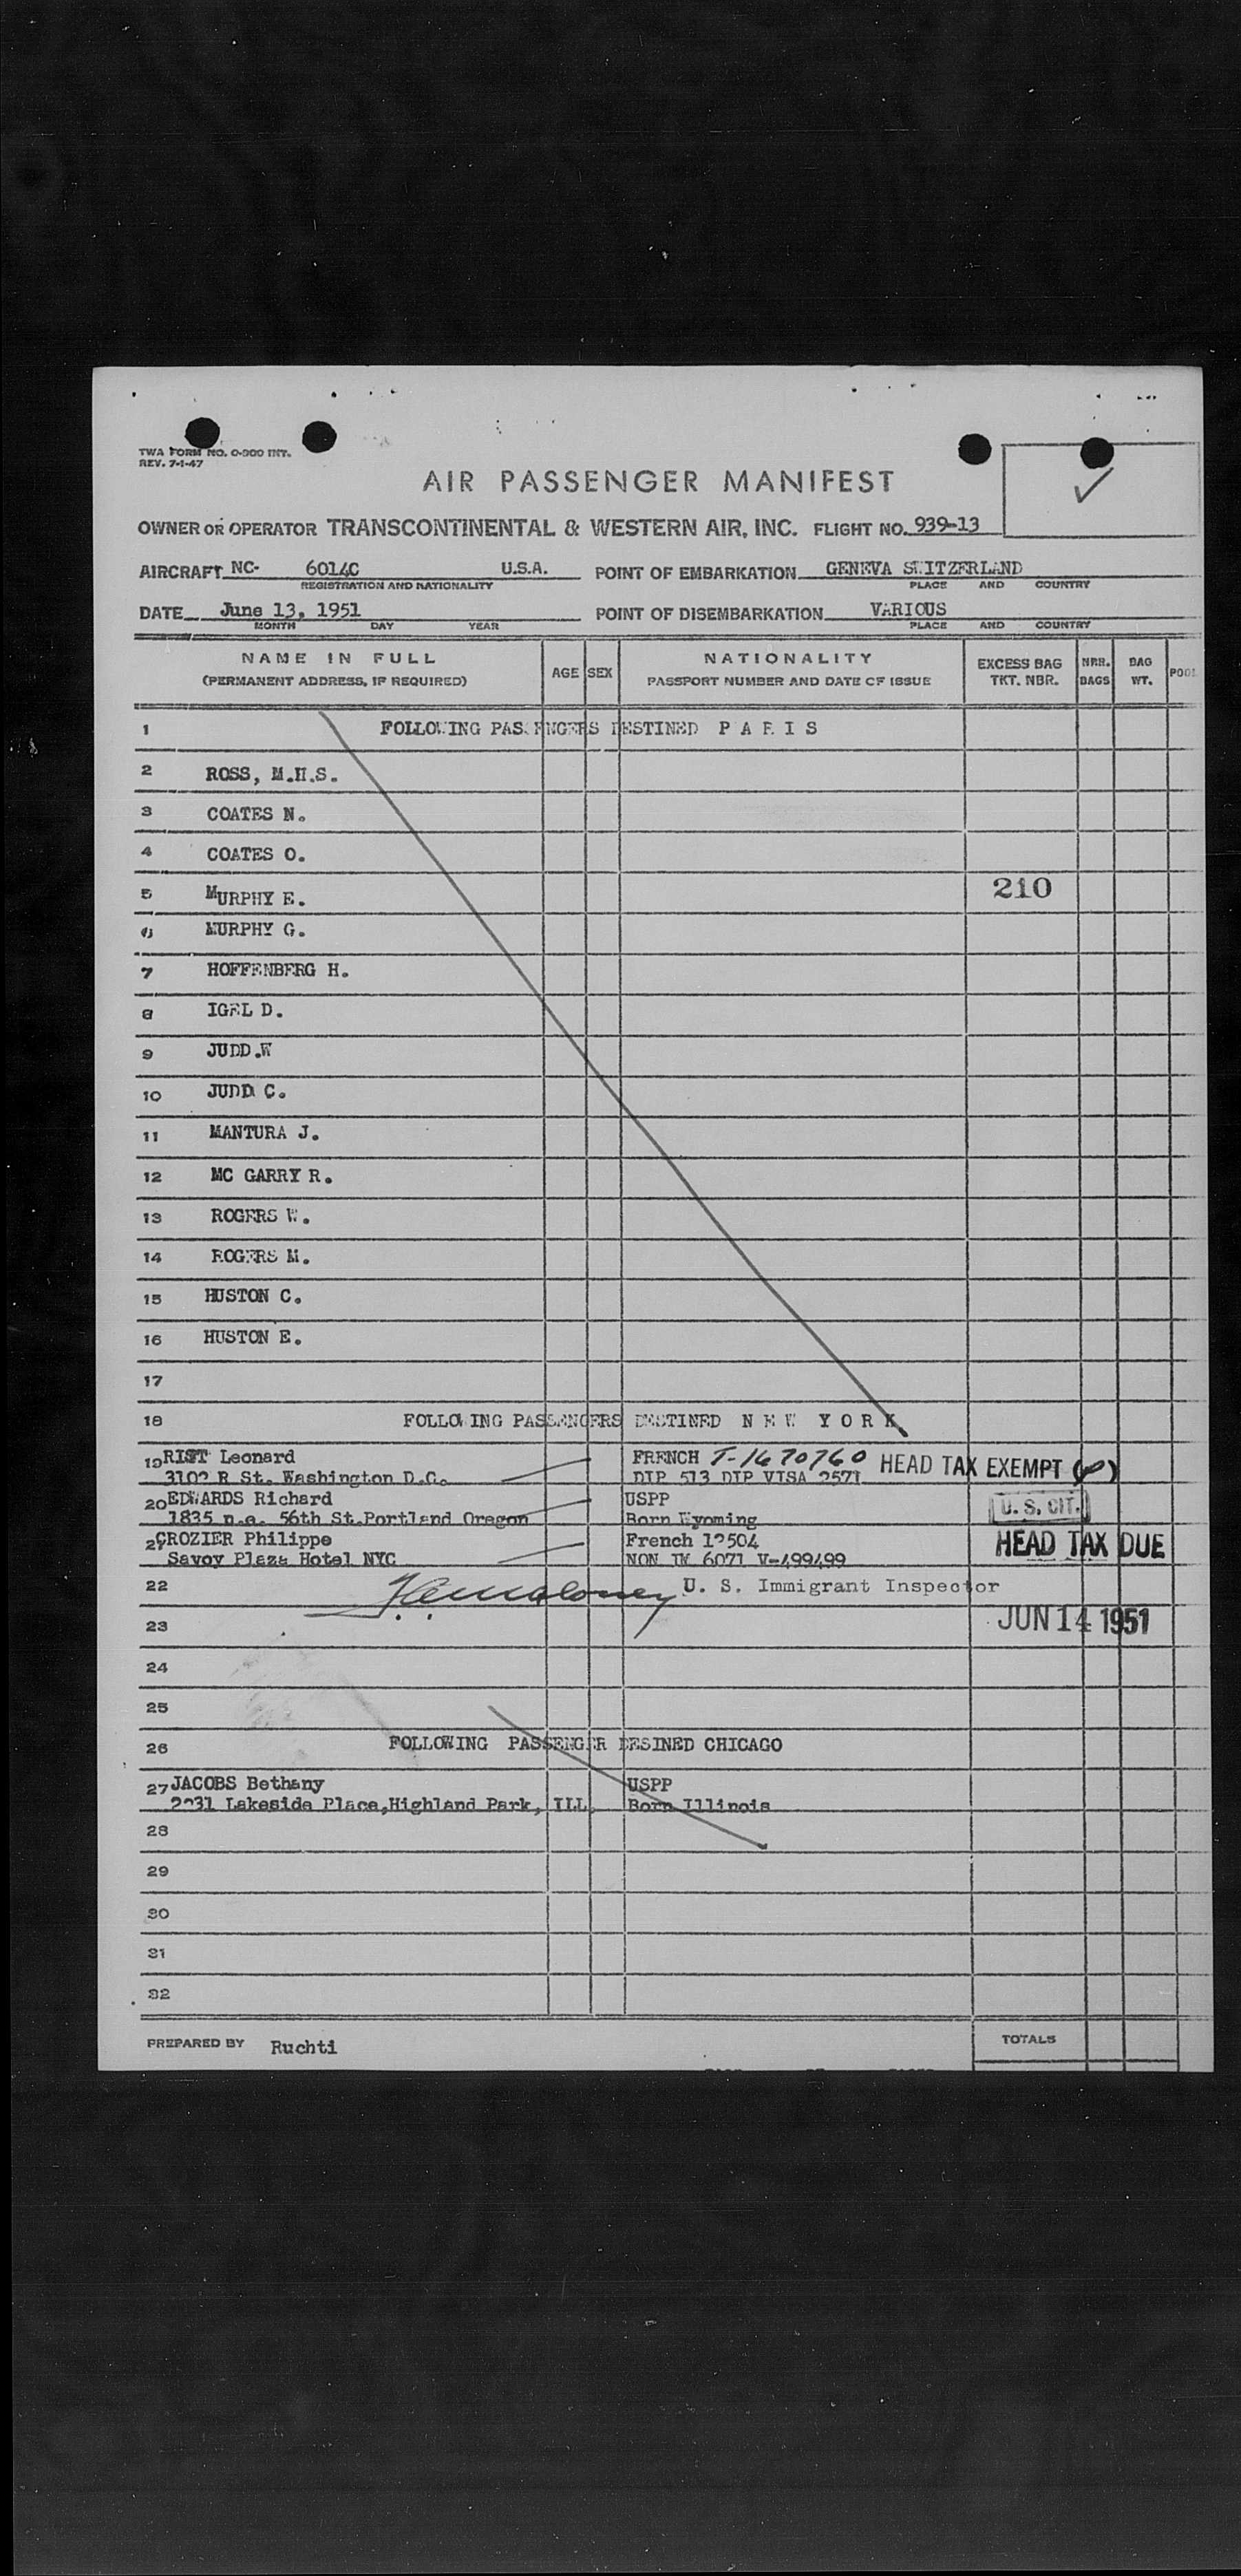 TWA FORM NO. O-900 INT.
REV. 7-1-47
AIR PASSENGER MANIFEST
OWNER OR OPERATOR TRANSCONTINENTAL & WESTERN AIR, INC. FLIGHT NO. 939-13
AIRCRAFT NC- 6014C U.S.A. POINT OF EMBARKATION GENEVA SWITZERLAND
REGISTRATION AND NATIONALITY PLACE AND COUNTRY
DATE June 13, 1951 POINT OF DISEMBARKATION VARIOUS
MONTH DAY YEAR PLACE AND COUNTRY
NAME IN FULL AGE SEX NATIONALITY EXCESS BAG NBR. BAG POOL
(PERMANENT ADDRESS, IF REQUIRED) PASSPORT NUMBER AND DATE OF ISSUE TKT. NBR. BAGS WT.
1 FOLLOWING PASSENGERS DESTINED P A R I S
2 ROSS, M.H.S.
3 COATES N.
4 COATES O.
5 MURPHY E. 210
6 MURPHY G.
7 HOFFENBERG H.
8 IGEL D.
9 JUDD.W
10 JUDD C.
11 MANTURA J.
12 MC GARRY R.
13 ROGERS W.
14 ROGERS M.
15 HUSTON C.
16 HUSTON E.
17
18 FOLLOWING PASSENGERS DESTINED N E W Y O R K
19 RIST Leonard FRENCH T-1670760 HEAD TAX EXEMPT
3102 R St. Washington D.C. DIP 513 DIP VISA 2571
20 EDWARDS Richard USPP U. S. CIT.
1835 n.e. 56th St.Portland Oregon Born Wyoming
21 CROZIER Philippe French 12504 HEAD TAX DUE
Savoy Plaza Hotel NYC NON IM 6071 V-499499
22 U. S. Immigrant Inspector
23 JUN 14 1951
24
25
26 FOLLOWING PASSENGER DESINED CHICAGO
27 JACOBS Bethany USPP
2231 Lakeside Place,Highland Park, ILL Born Illinois
28
29
30
31
32
PREPARED BY Ruchti TOTALS